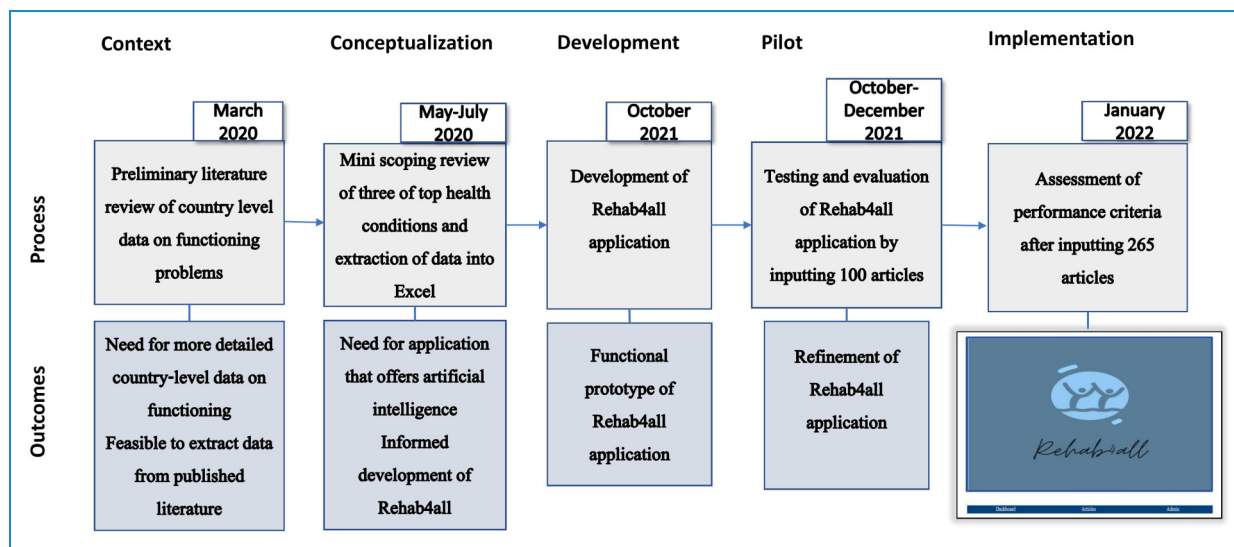 Context
Conceptualization
Development
Pilot
Implementation
March
2020
May-July
2020
October
2021
October-
December
2021
January
2022
Process
Preliminary literature
review of country level
data on functioning
problems
Mini scoping review
of three of top health
conditions and
extraction of data into
Excel
Development of
Rehab4all
application
Testing and evaluation
of Rehab4all
application by
inputting 100 articles
Assessment of
performance criteria
after inputting 265
articles
Outcomes
Need for more detailed
country-level data on
functioning
Feasible to extract data
from published
literature
Need for application
that offers artificial
intelligence
Informed
development of
Rehab4all
Functional
prototype of
Rehab4all
application
Refinement of
Rehab4all
application
Rehab4all
Dashboard
Articles
Admin